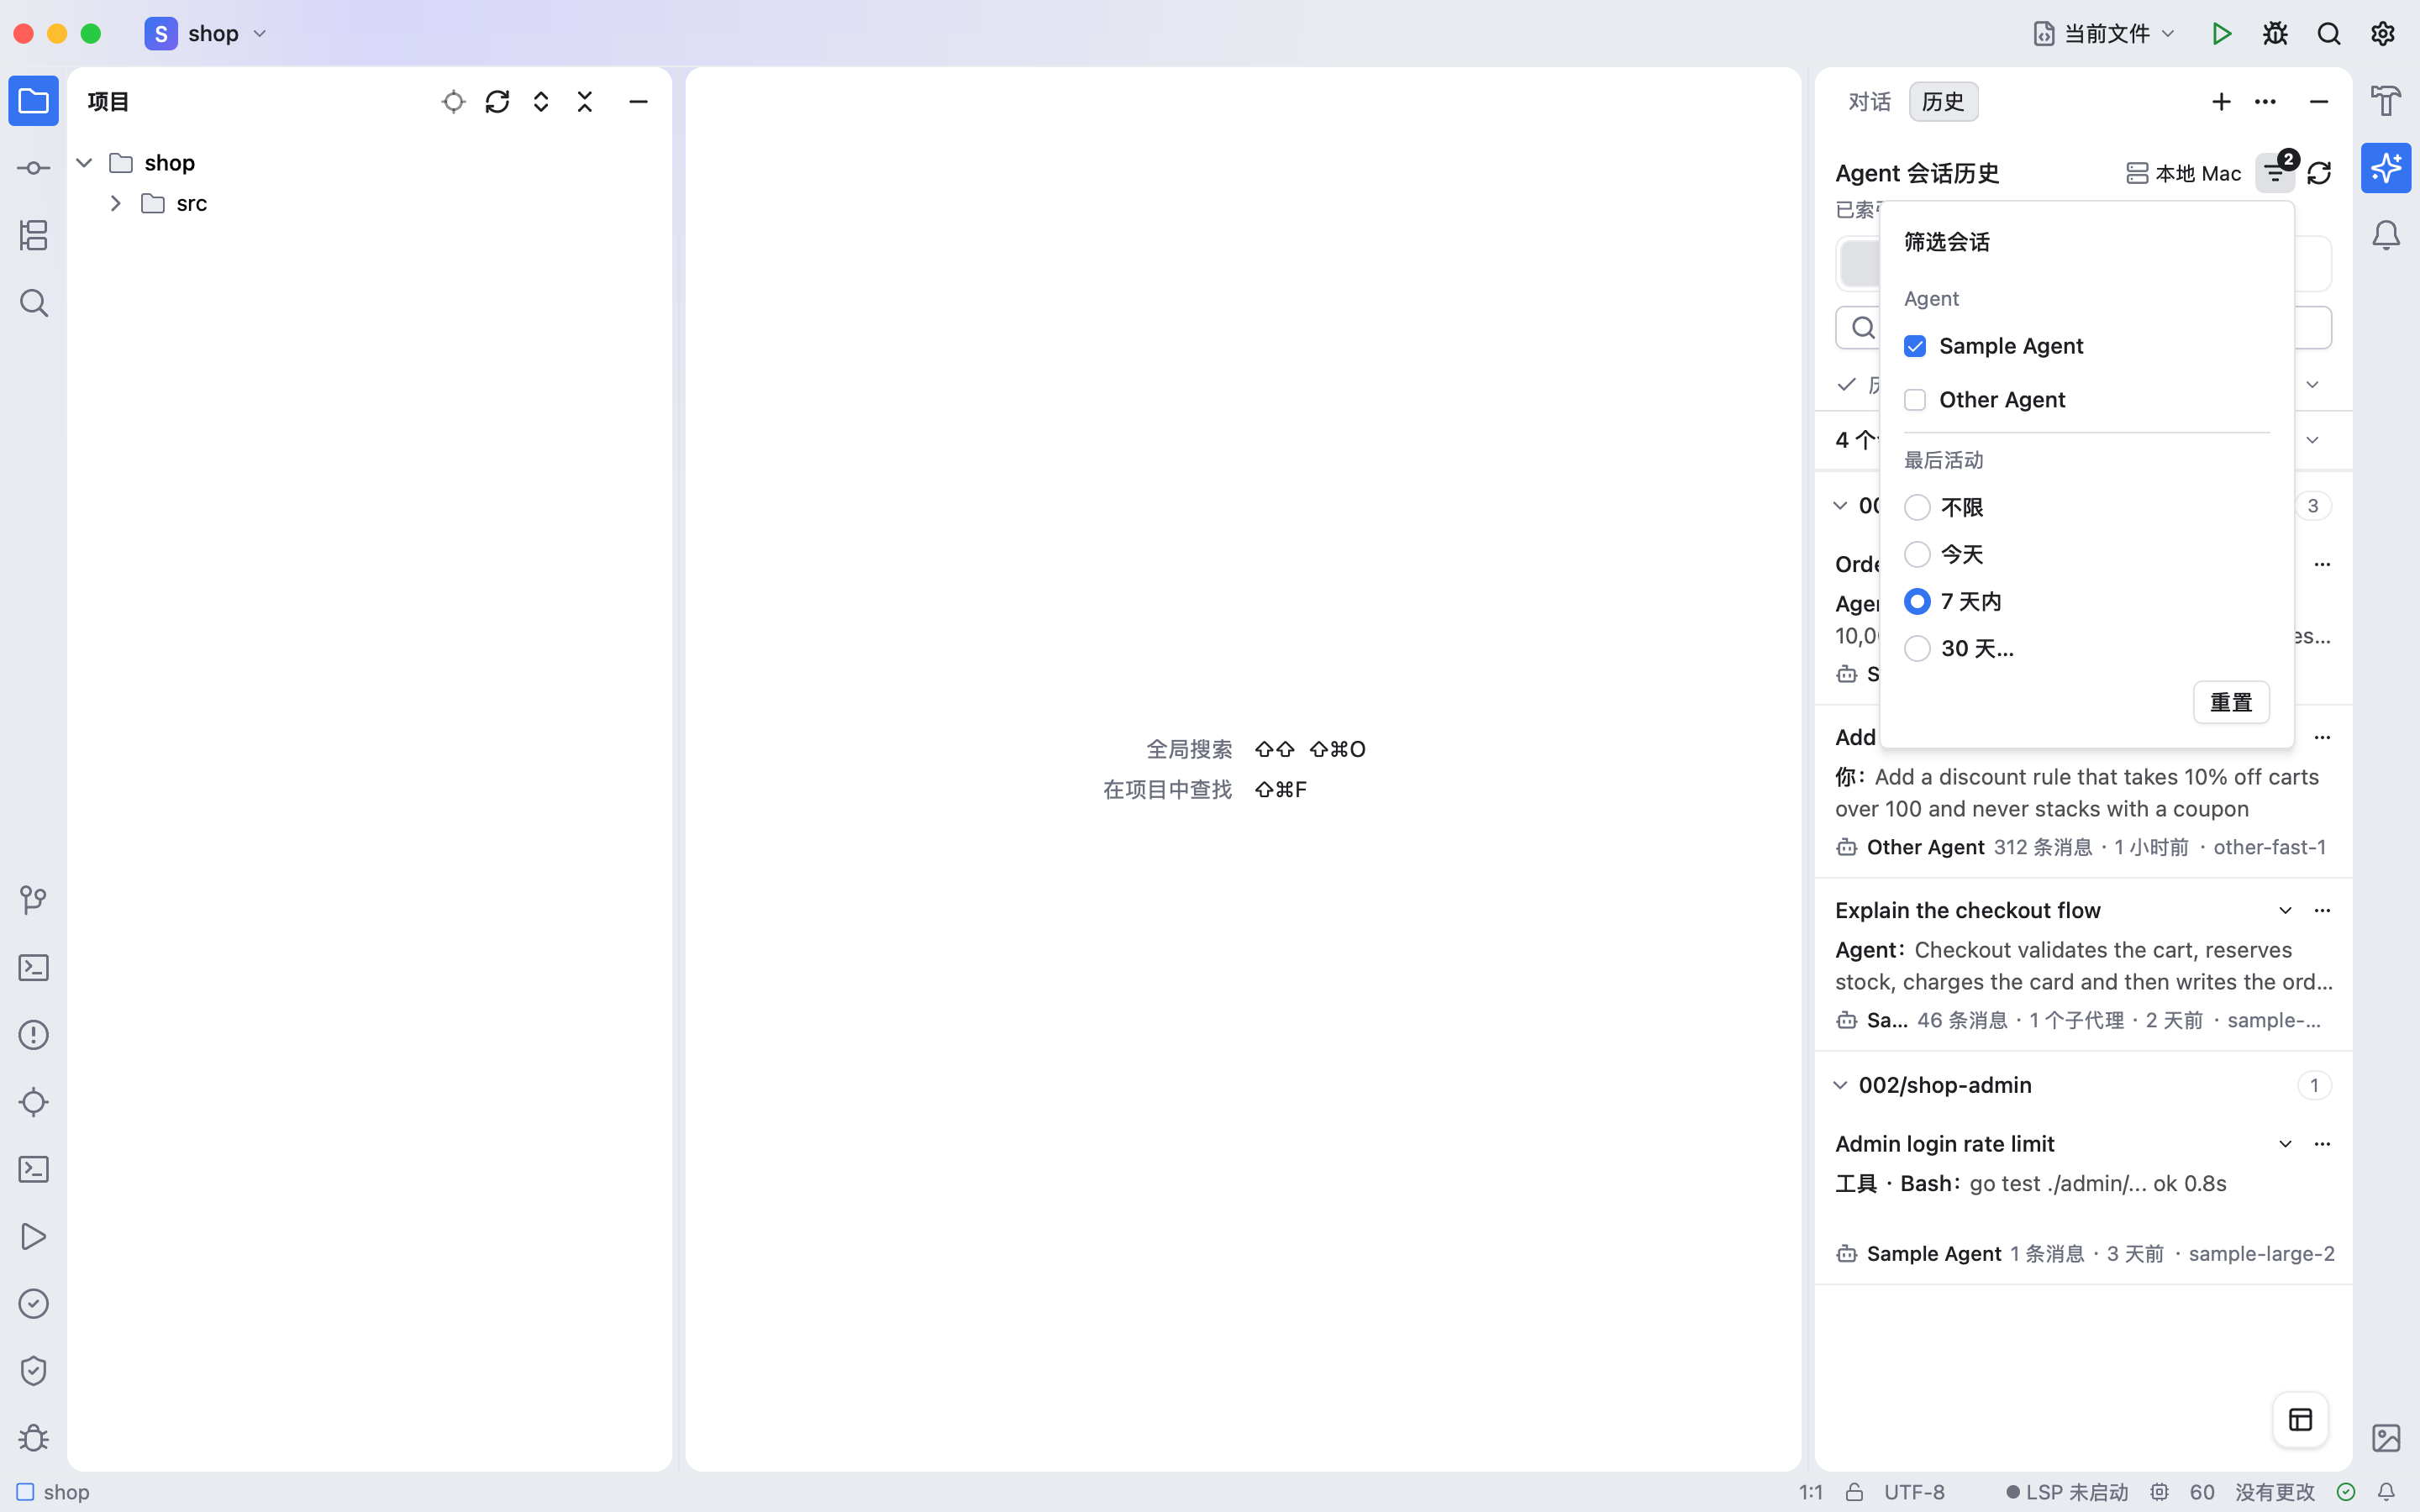 S shop
当前文件
项目
shop
src
全局搜索 ⇧⇧ ⇧⌘O
在项目中查找 ⇧⌘F
对话 历史
Agent 会话历史
本地 Mac
2
筛选会话
Agent
Sample Agent
Other Agent
最后活动
不限
今天
7 天内
30 天...
重置
4 个
3
Add
你：Add a discount rule that takes 10% off carts
over 100 and never stacks with a coupon
Other Agent 312 条消息 · 1 小时前 · other-fast-1
Explain the checkout flow
Agent：Checkout validates the cart, reserves
stock, charges the card and then writes the ord...
Sa... 46 条消息 · 1 个子代理 · 2 天前 · sample-...
002/shop-admin
1
Admin login rate limit
工具 · Bash：go test ./admin/... ok 0.8s
Sample Agent 1 条消息 · 3 天前 · sample-large-2
shop
1:1 UTF-8 LSP 未启动 60 没有更改